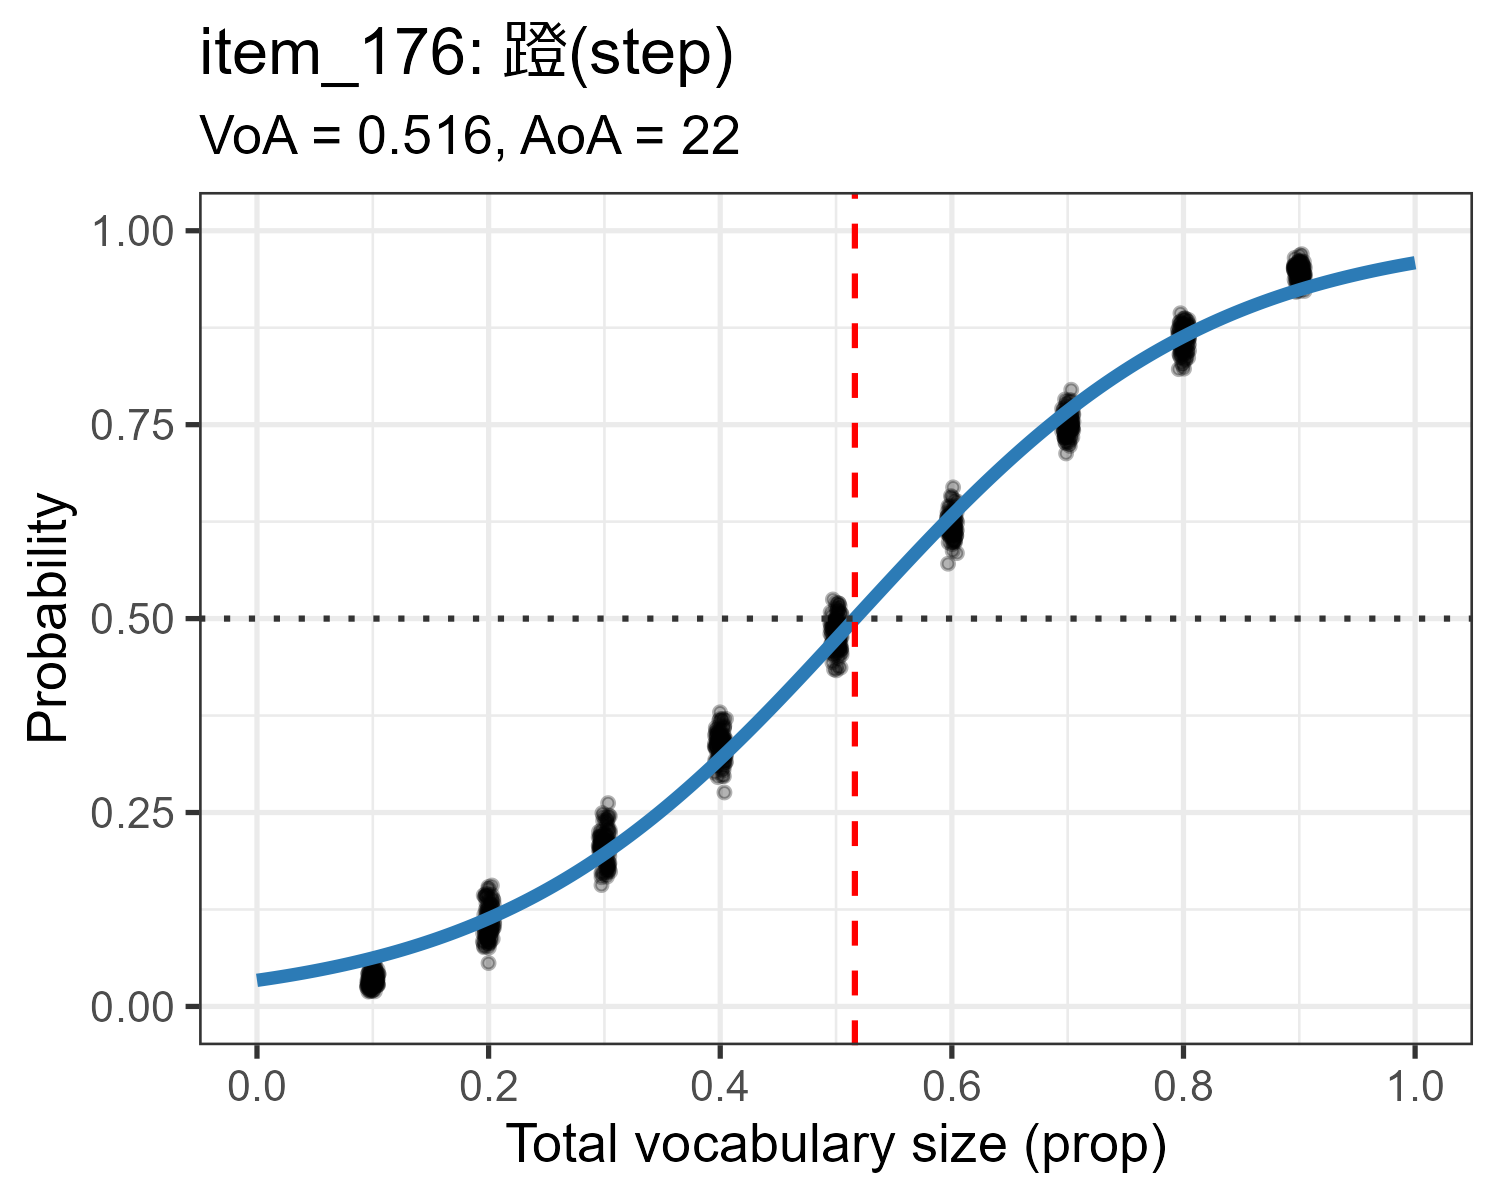 item_176: 蹬(step)
VoA = 0.516, AoA = 22
1.00
0.75
0.50
0.25
0.00
Probability
0.0 0.2 0.4 0.6 0.8 1.0
Total vocabulary size (prop)